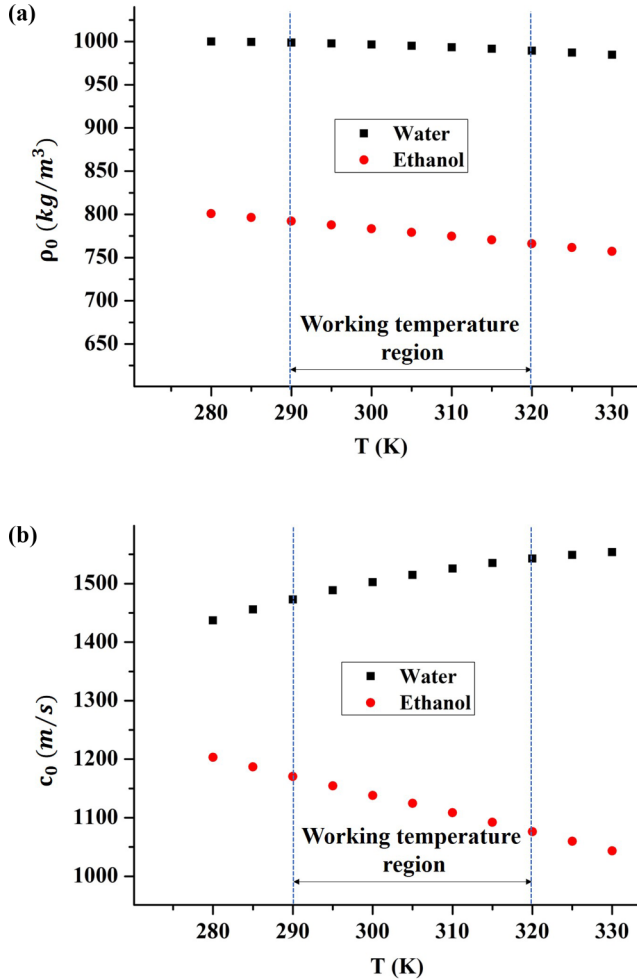 (a)
1000
950
900
850
800
750
700
650
ρ₀ (kg/m³)
Water
Ethanol
Working temperature
region
280 290 300 310 320 330
T (K)
(b)
1500
1400
1300
1200
1100
1000
c₀ (m/s)
Water
Ethanol
Working temperature
region
280 290 300 310 320 330
T (K)